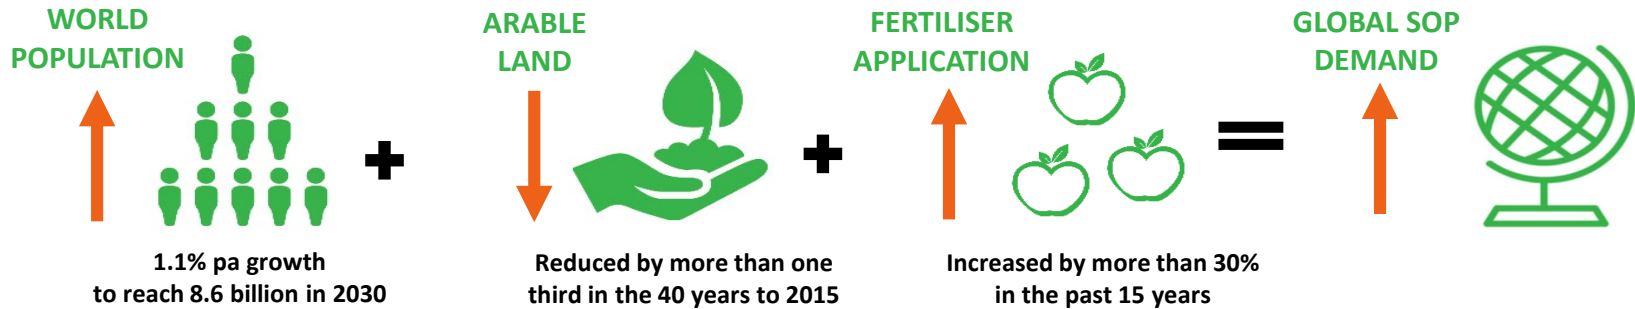 WORLD
POPULATION
1.1% pa growth
to reach 8.6 billion in 2030
+
ARABLE
LAND
Reduced by more than one
third in the 40 years to 2015
+
FERTILISER
APPLICATION
Increased by more than 30%
in the past 15 years
=
GLOBAL SOP
DEMAND